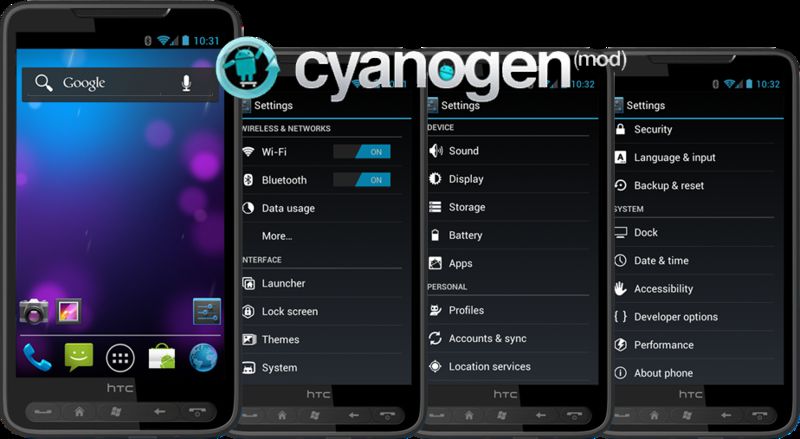 10:31
Google
htc
cyanogen(mod)
Settings
WIRELESS & NETWORKS
Wi-Fi ON
Bluetooth ON
Data usage
More...
INTERFACE
Launcher
Lock screen
Themes
System
htc
10:32
Settings
DEVICE
Sound
Display
Storage
Battery
Apps
PERSONAL
Profiles
Accounts & sync
Location services
htc
10:32
Settings
Security
Language & input
A
Backup & reset
SYSTEM
Dock
Date & time
Accessibility
Developer options
Performance
About phone
htc